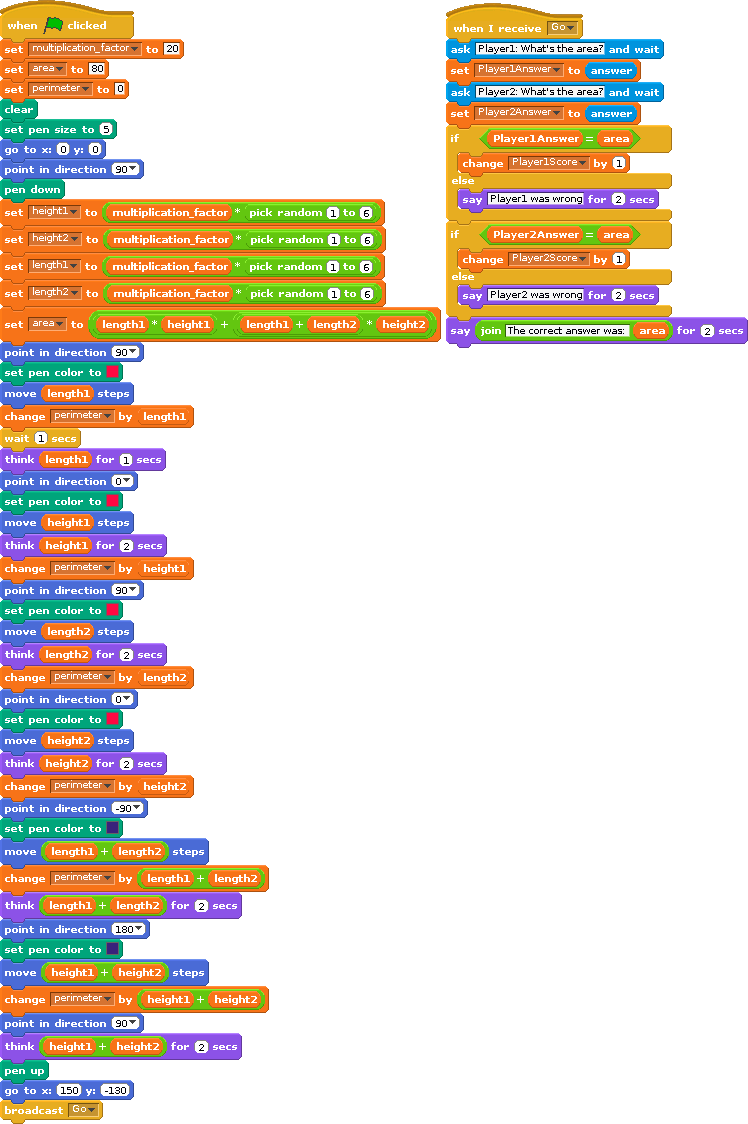 when clicked
set multiplication_factor to 20
set area to 80
set perimeter to 0
clear
set pen size to 5
go to x: 0 y: 0
point in direction 90
pen down
set height1 to multiplication_factor * pick random 1 to 6
set height2 to multiplication_factor * pick random 1 to 6
set length1 to multiplication_factor * pick random 1 to 6
set length2 to multiplication_factor * pick random 1 to 6
set area to length1 * height1 + length1 + length2 * height2
point in direction 90
set pen color to
move length1 steps
change perimeter by length1
wait 1 secs
think length1 for 1 secs
point in direction 0
set pen color to
move height1 steps
think height1 for 2 secs
change perimeter by height1
point in direction 90
set pen color to
move length2 steps
think length2 for 2 secs
change perimeter by length2
point in direction 0
set pen color to
move height2 steps
think height2 for 2 secs
change perimeter by height2
point in direction -90
set pen color to
move length1 + length2 steps
change perimeter by length1 + length2
think length1 + length2 for 2 secs
point in direction 180
set pen color to
move height1 + height2 steps
change perimeter by height1 + height2
point in direction 90
think height1 + height2 for 2 secs
pen up
go to x: 150 y: -130
broadcast Go
when I receive Go
ask Player1: What's the area? and wait
set Player1Answer to answer
ask Player2: What's the area? and wait
set Player2Answer to answer
if Player1Answer = area
change Player1Score by 1
else
say Player1 was wrong for 2 secs
if Player2Answer = area
change Player2Score by 1
else
say Player2 was wrong for 2 secs
say join The correct answer was: area for 2 secs